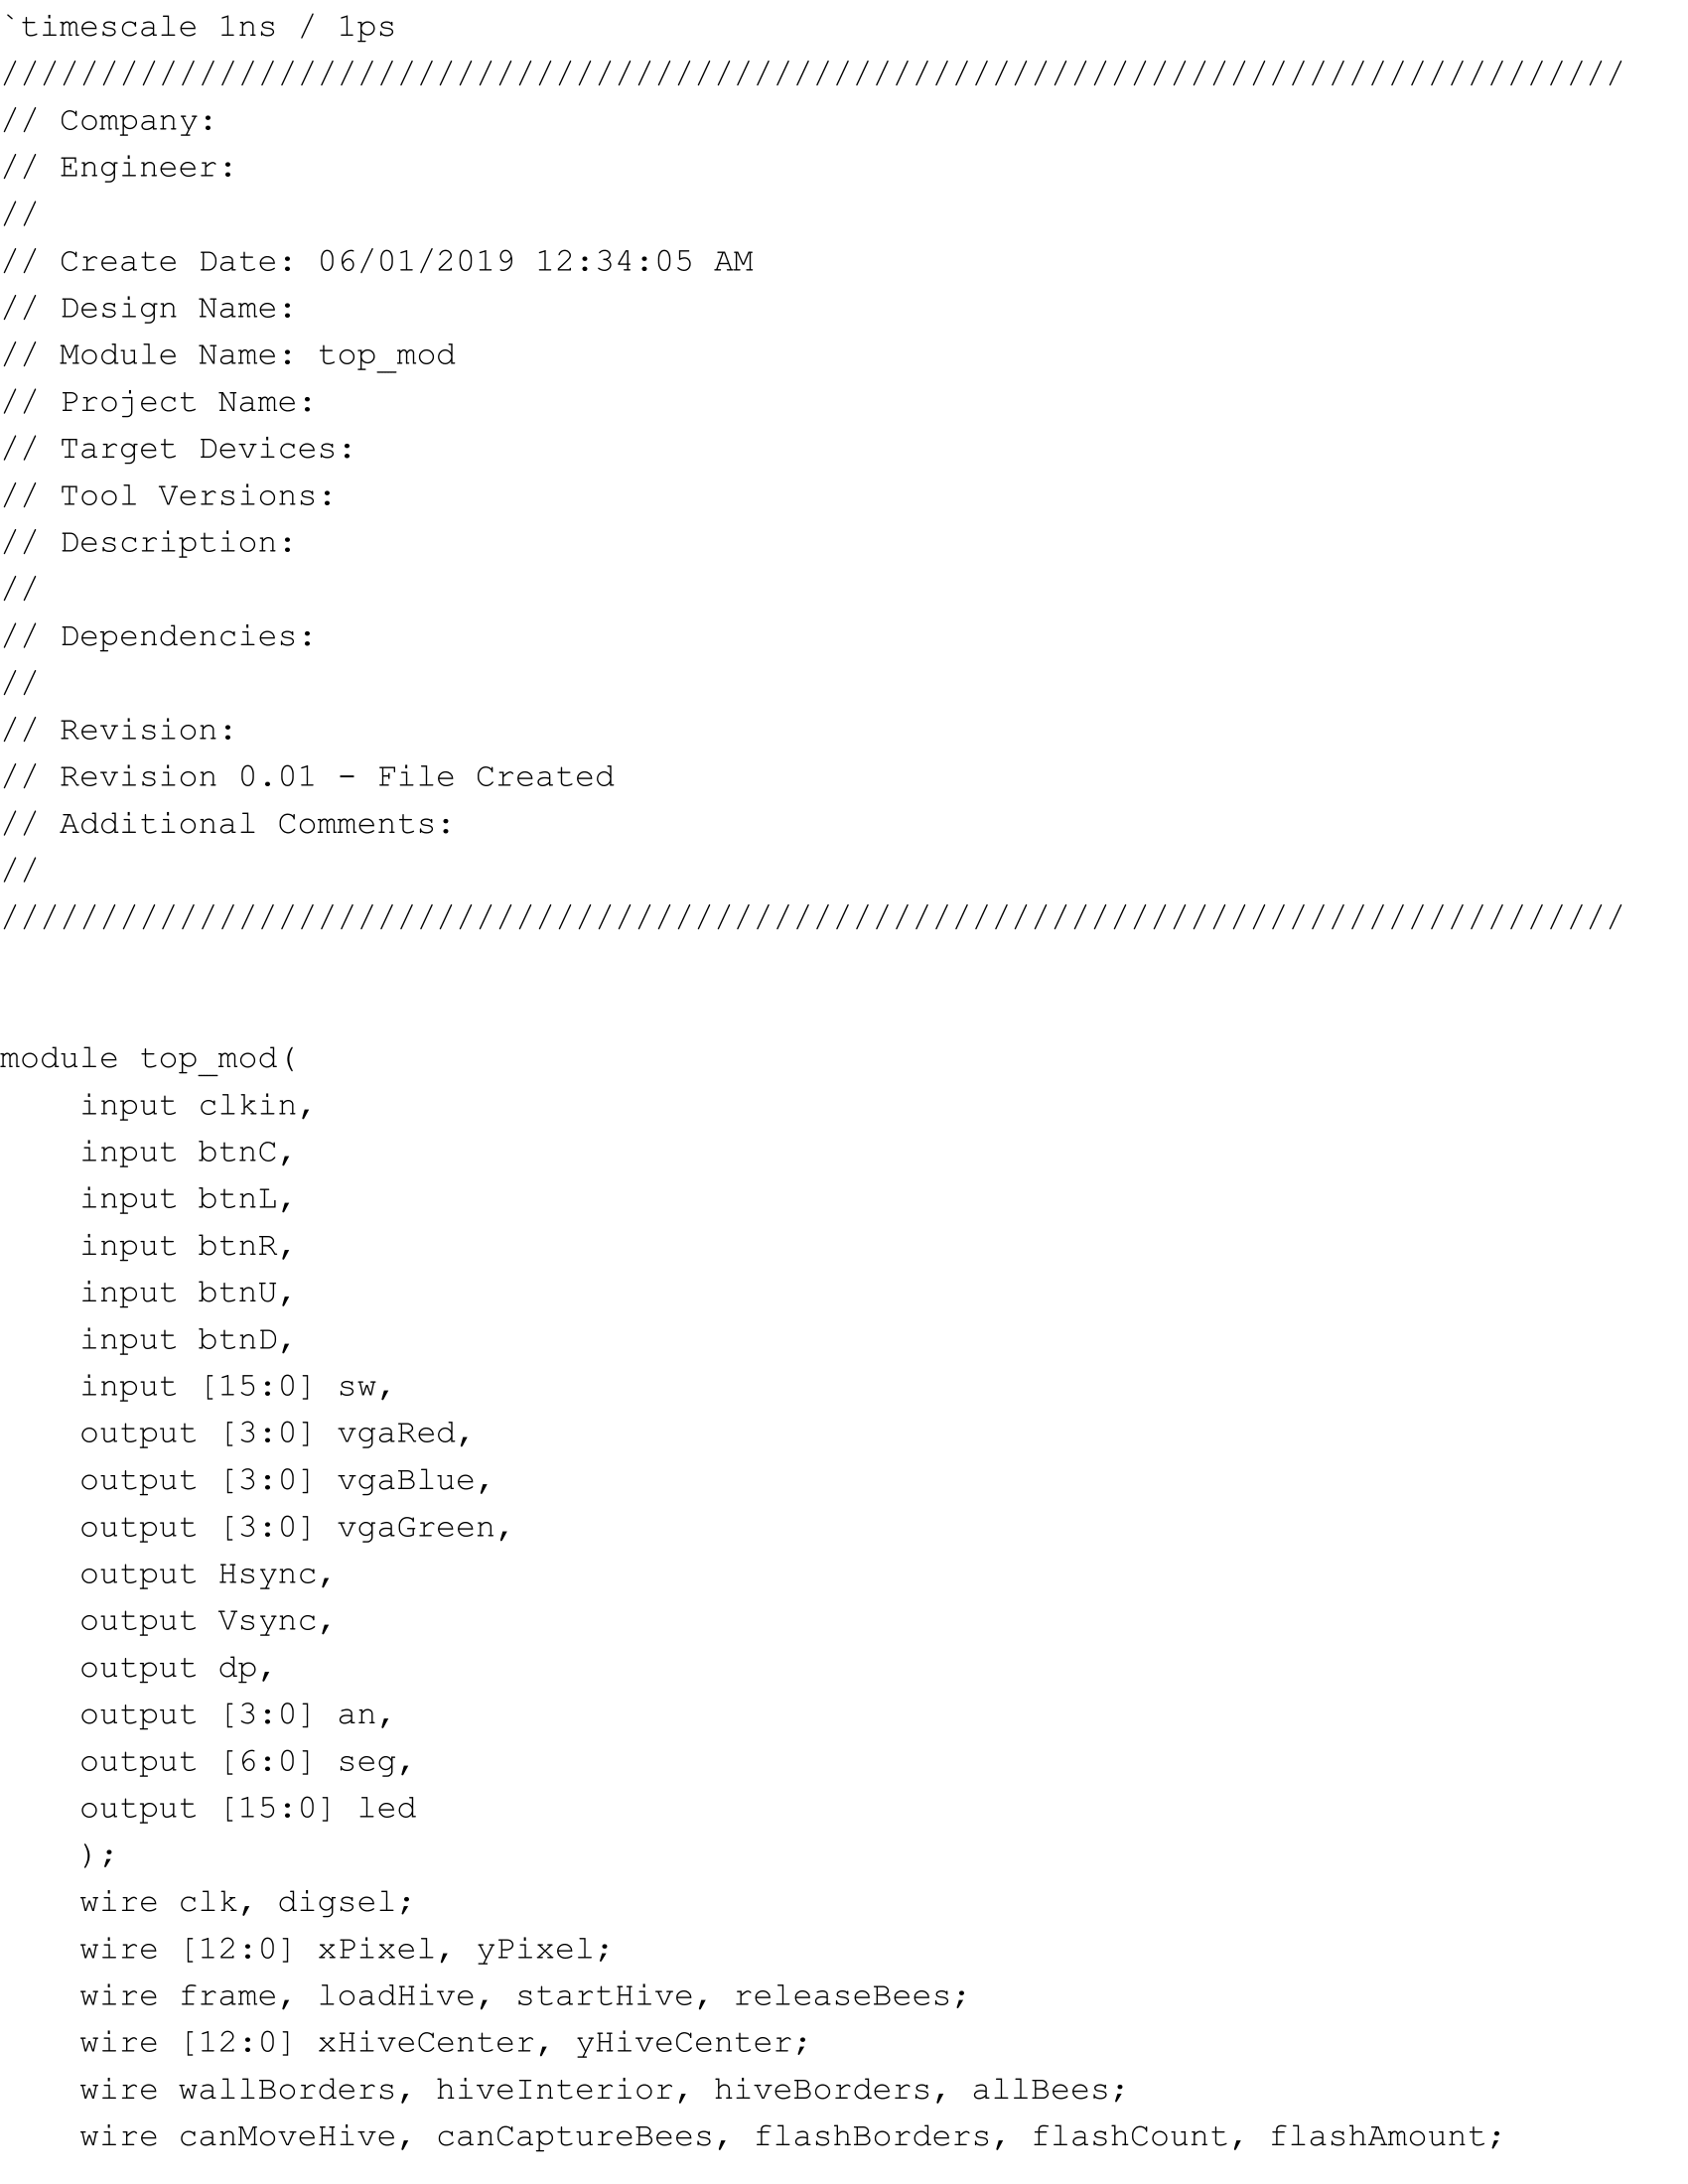 `timescale 1ns / 1ps
//////////////////////////////////////////////////////////////////////////////////
// Company:
// Engineer:
//
// Create Date: 06/01/2019 12:34:05 AM
// Design Name:
// Module Name: top_mod
// Project Name:
// Target Devices:
// Tool Versions:
// Description:
//
// Dependencies:
//
// Revision:
// Revision 0.01 - File Created
// Additional Comments:
//
//////////////////////////////////////////////////////////////////////////////////
module top_mod(
    input clkin,
    input btnC,
    input btnL,
    input btnR,
    input btnU,
    input btnD,
    input [15:0] sw,
    output [3:0] vgaRed,
    output [3:0] vgaBlue,
    output [3:0] vgaGreen,
    output Hsync,
    output Vsync,
    output dp,
    output [3:0] an,
    output [6:0] seg,
    output [15:0] led
    );
    wire clk, digsel;
    wire [12:0] xPixel, yPixel;
    wire frame, loadHive, startHive, releaseBees;
    wire [12:0] xHiveCenter, yHiveCenter;
    wire wallBorders, hiveInterior, hiveBorders, allBees;
    wire canMoveHive, canCaptureBees, flashBorders, flashCount, flashAmount;